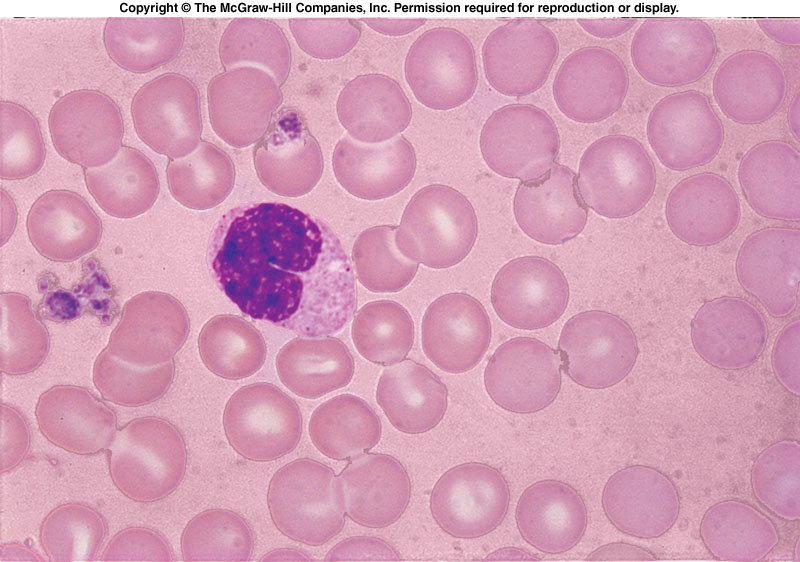 Copyright © The McGraw-Hill Companies, Inc. Permission required for reproduction or display.